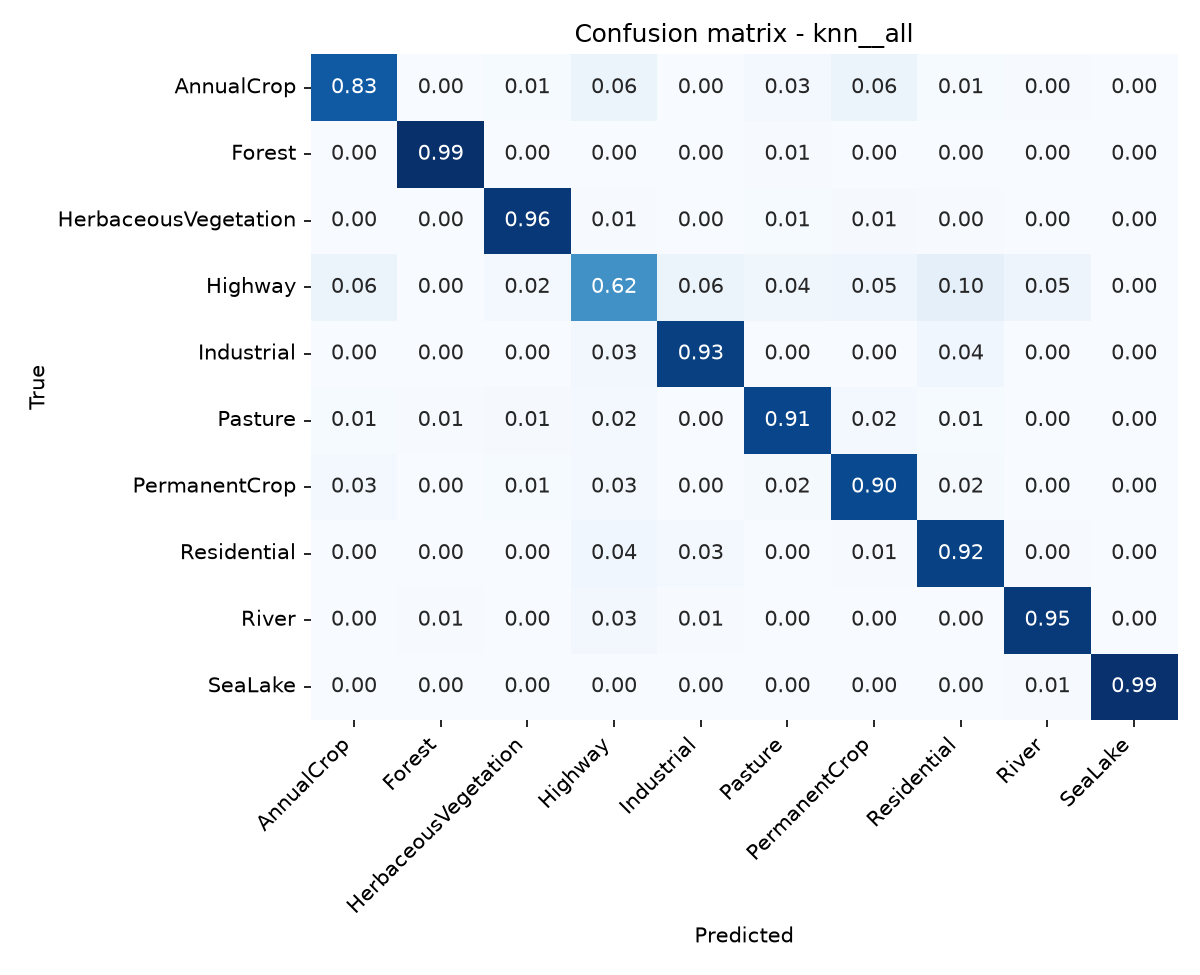 Confusion matrix - knn__all
AnnualCrop 0.83 0.00 0.01 0.06 0.00 0.03 0.06 0.01 0.00 0.00
Forest 0.00 0.99 0.00 0.00 0.00 0.01 0.00 0.00 0.00 0.00
HerbaceousVegetation 0.00 0.00 0.96 0.01 0.00 0.01 0.01 0.00 0.00 0.00
Highway 0.06 0.00 0.02 0.62 0.06 0.04 0.05 0.10 0.05 0.00
Industrial 0.00 0.00 0.00 0.03 0.93 0.00 0.00 0.04 0.00 0.00
Pasture 0.01 0.01 0.01 0.02 0.00 0.91 0.02 0.01 0.00 0.00
PermanentCrop 0.03 0.00 0.01 0.03 0.00 0.02 0.90 0.02 0.00 0.00
Residential 0.00 0.00 0.00 0.04 0.03 0.00 0.01 0.92 0.00 0.00
River 0.00 0.01 0.00 0.03 0.01 0.00 0.00 0.00 0.95 0.00
SeaLake 0.00 0.00 0.00 0.00 0.00 0.00 0.00 0.00 0.01 0.99
True
AnnualCrop Forest HerbaceousVegetation Highway Industrial Pasture PermanentCrop Residential River SeaLake
Predicted